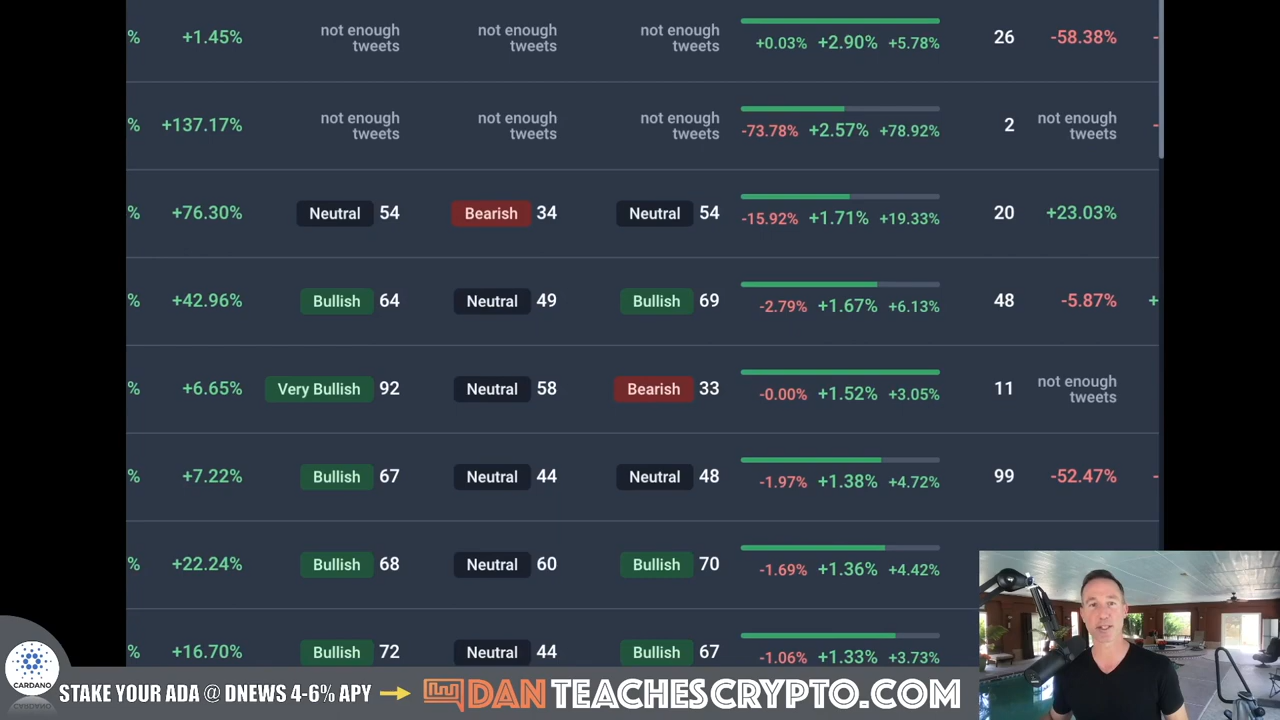 % +1.45% not enough tweets not enough tweets not enough tweets +0.03% +2.90% +5.78% 26 -58.38% -
% +137.17% not enough tweets not enough tweets not enough tweets -73.78% +2.57% +78.92% 2 not enough tweets -
% +76.30% Neutral 54 Bearish 34 Neutral 54 -15.92% +1.71% +19.33% 20 +23.03%
% +42.96% Bullish 64 Neutral 49 Bullish 69 -2.79% +1.67% +6.13% 48 -5.87% +
% +6.65% Very Bullish 92 Neutral 58 Bearish 33 -0.00% +1.52% +3.05% 11 not enough tweets
% +7.22% Bullish 67 Neutral 44 Neutral 48 -1.97% +1.38% +4.72% 99 -52.47% -
% +22.24% Bullish 68 Neutral 60 Bullish 70 -1.69% +1.36% +4.42%
% +16.70% Bullish 72 Neutral 44 Bullish 67 -1.06% +1.33% +3.73%
CARDANO
STAKE YOUR ADA @ DNEWS 4-6% APY DANTEACHESCRYPTO.COM